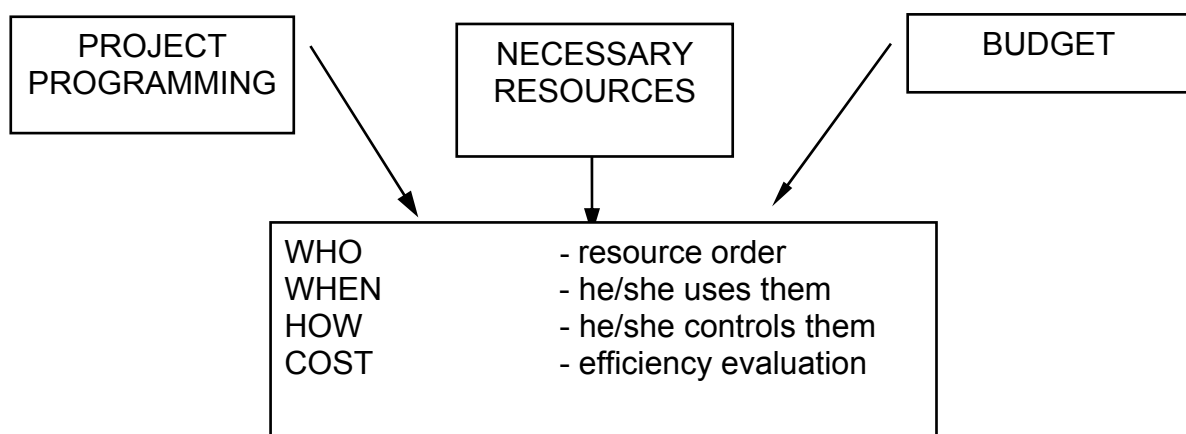 PROJECT
PROGRAMMING
NECESSARY
RESOURCES
BUDGET
WHO - resource order
WHEN - he/she uses them
HOW - he/she controls them
COST - efficiency evaluation